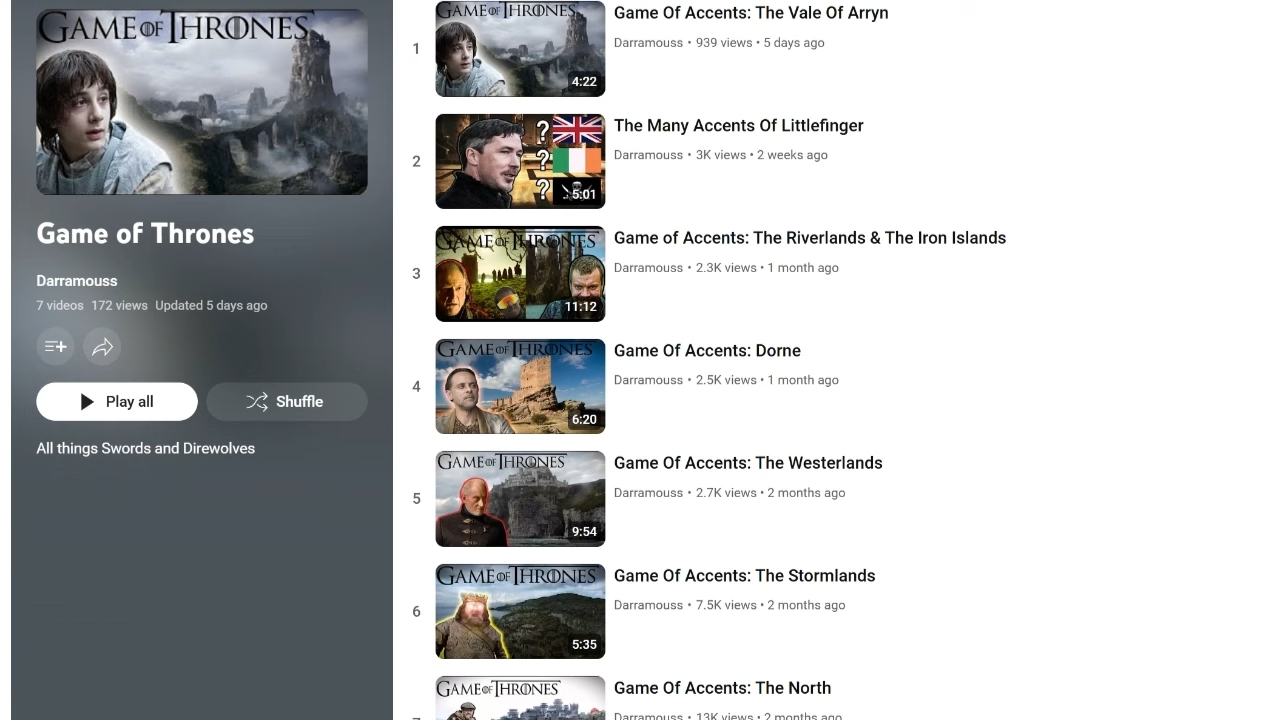 GAME OF THRONES
Game of Thrones
Darramouss
7 videos 172 views Updated 5 days ago
Play all
Shuffle
All things Swords and Direwolves
1
GAME OF THRONES
4:22
Game Of Accents: The Vale Of Arryn
Darramouss • 939 views • 5 days ago
2
? ? ?
5:01
The Many Accents Of Littlefinger
Darramouss • 3K views • 2 weeks ago
3
GAME OF THRONES
11:12
Game of Accents: The Riverlands & The Iron Islands
Darramouss • 2.3K views • 1 month ago
4
GAME OF THRONES
6:20
Game Of Accents: Dorne
Darramouss • 2.5K views • 1 month ago
5
GAME OF THRONES
9:54
Game Of Accents: The Westerlands
Darramouss • 2.7K views • 2 months ago
6
GAME OF THRONES
5:35
Game Of Accents: The Stormlands
Darramouss • 7.5K views • 2 months ago
7
GAME OF THRONES
Game Of Accents: The North
Darramouss • 13K views • 2 months ago